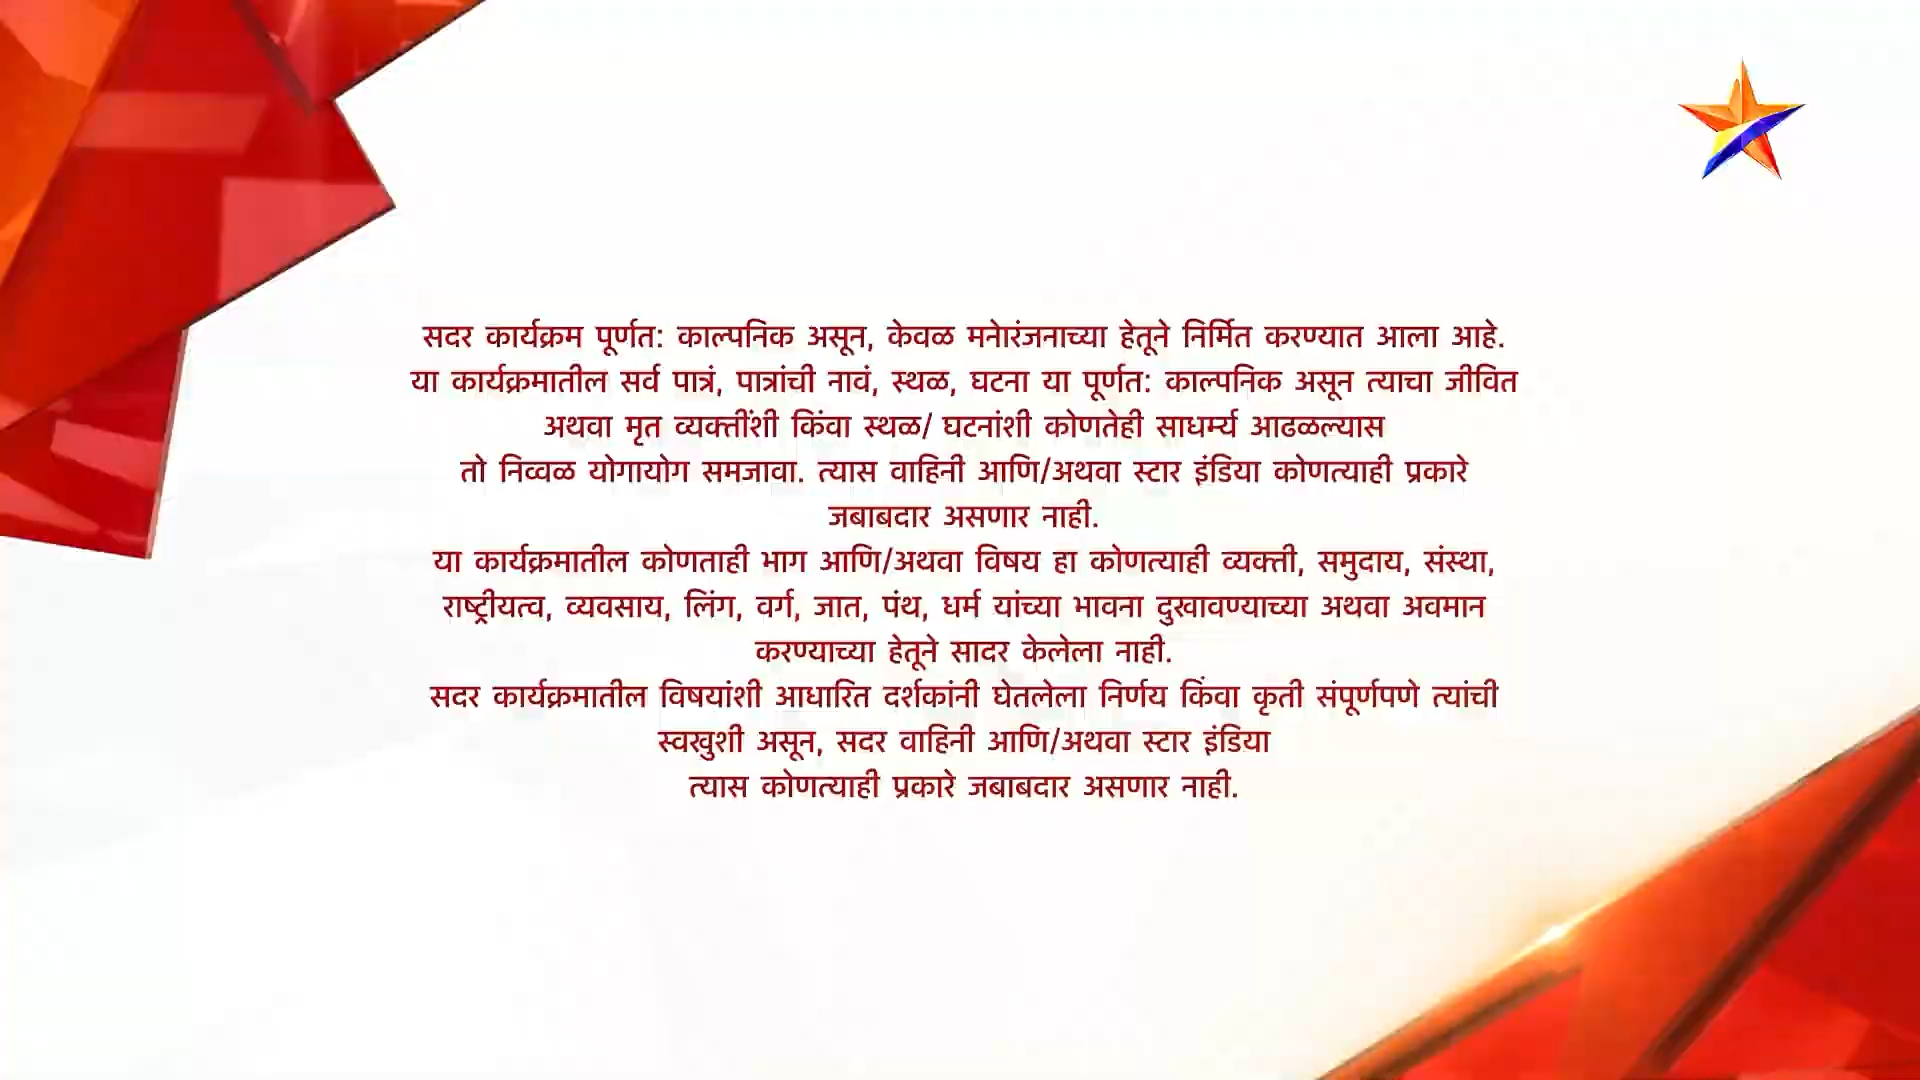 सदर कार्यक्रम पूर्णत: काल्पनिक असून, केवळ मनोरंजनाच्या हेतूने निर्मित करण्यात आला आहे.
या कार्यक्रमातील सर्व पात्रं, पात्रांची नावं, स्थळ, घटना या पूर्णत: काल्पनिक असून त्याचा जीवित
अथवा मृत व्यक्तींशी किंवा स्थळ/ घटनांशी कोणतेही साधर्म्य आढळल्यास
तो निव्वळ योगायोग समजावा. त्यास वाहिनी आणि/अथवा स्टार इंडिया कोणत्याही प्रकारे
जबाबदार असणार नाही.
या कार्यक्रमातील कोणताही भाग आणि/अथवा विषय हा कोणत्याही व्यक्ती, समुदाय, संस्था,
राष्ट्रीयत्व, व्यवसाय, लिंग, वर्ग, जात, पंथ, धर्म यांच्या भावना दुखावण्याच्या अथवा अवमान
करण्याच्या हेतूने सादर केलेला नाही.
सदर कार्यक्रमातील विषयांशी आधारित दर्शकांनी घेतलेला निर्णय किंवा कृती संपूर्णपणे त्यांची
स्वखुशी असून, सदर वाहिनी आणि/अथवा स्टार इंडिया
त्यास कोणत्याही प्रकारे जबाबदार असणार नाही.